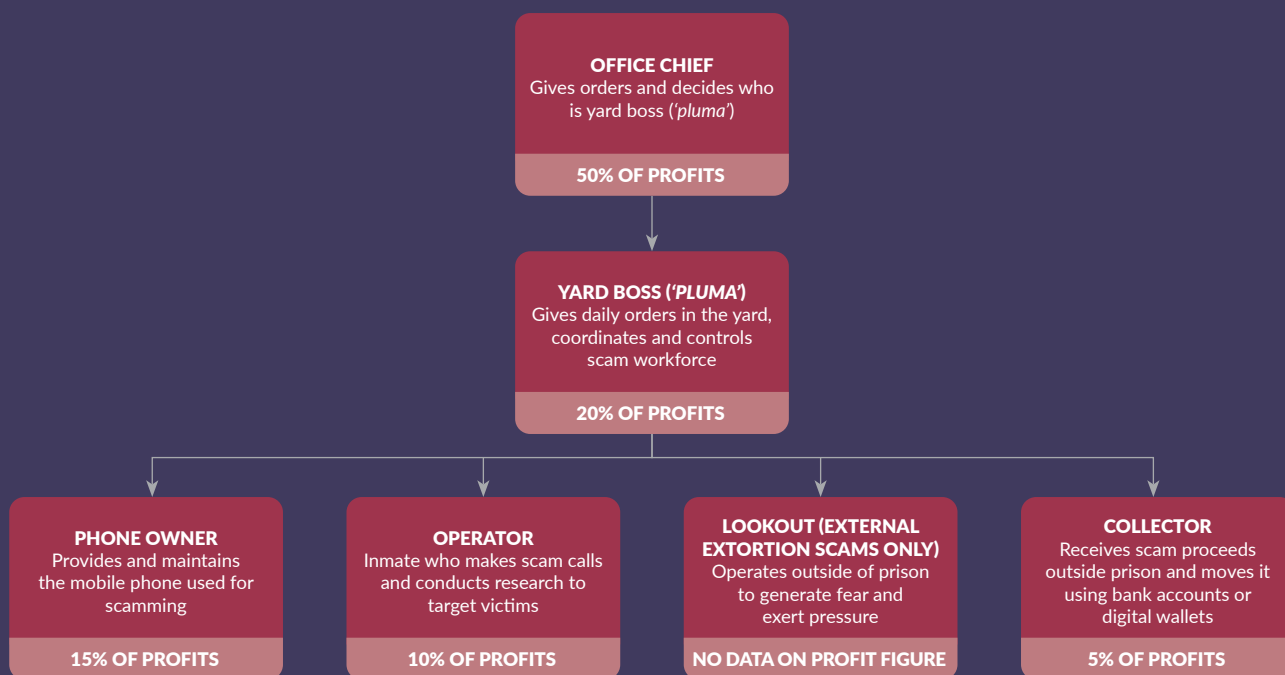 OFFICE CHIEF
Gives orders and decides who
is yard boss (‘pluma’)
50% OF PROFITS
YARD BOSS (‘PLUMA’)
Gives daily orders in the yard,
coordinates and controls
scam workforce
20% OF PROFITS
PHONE OWNER
Provides and maintains
the mobile phone used for
scamming
15% OF PROFITS
OPERATOR
Inmate who makes scam calls
and conducts research to
target victims
10% OF PROFITS
LOOKOUT (EXTERNAL
EXTORTION SCAMS ONLY)
Operates outside of prison
to generate fear and
exert pressure
NO DATA ON PROFIT FIGURE
COLLECTOR
Receives scam proceeds
outside prison and moves it
using bank accounts or
digital wallets
5% OF PROFITS